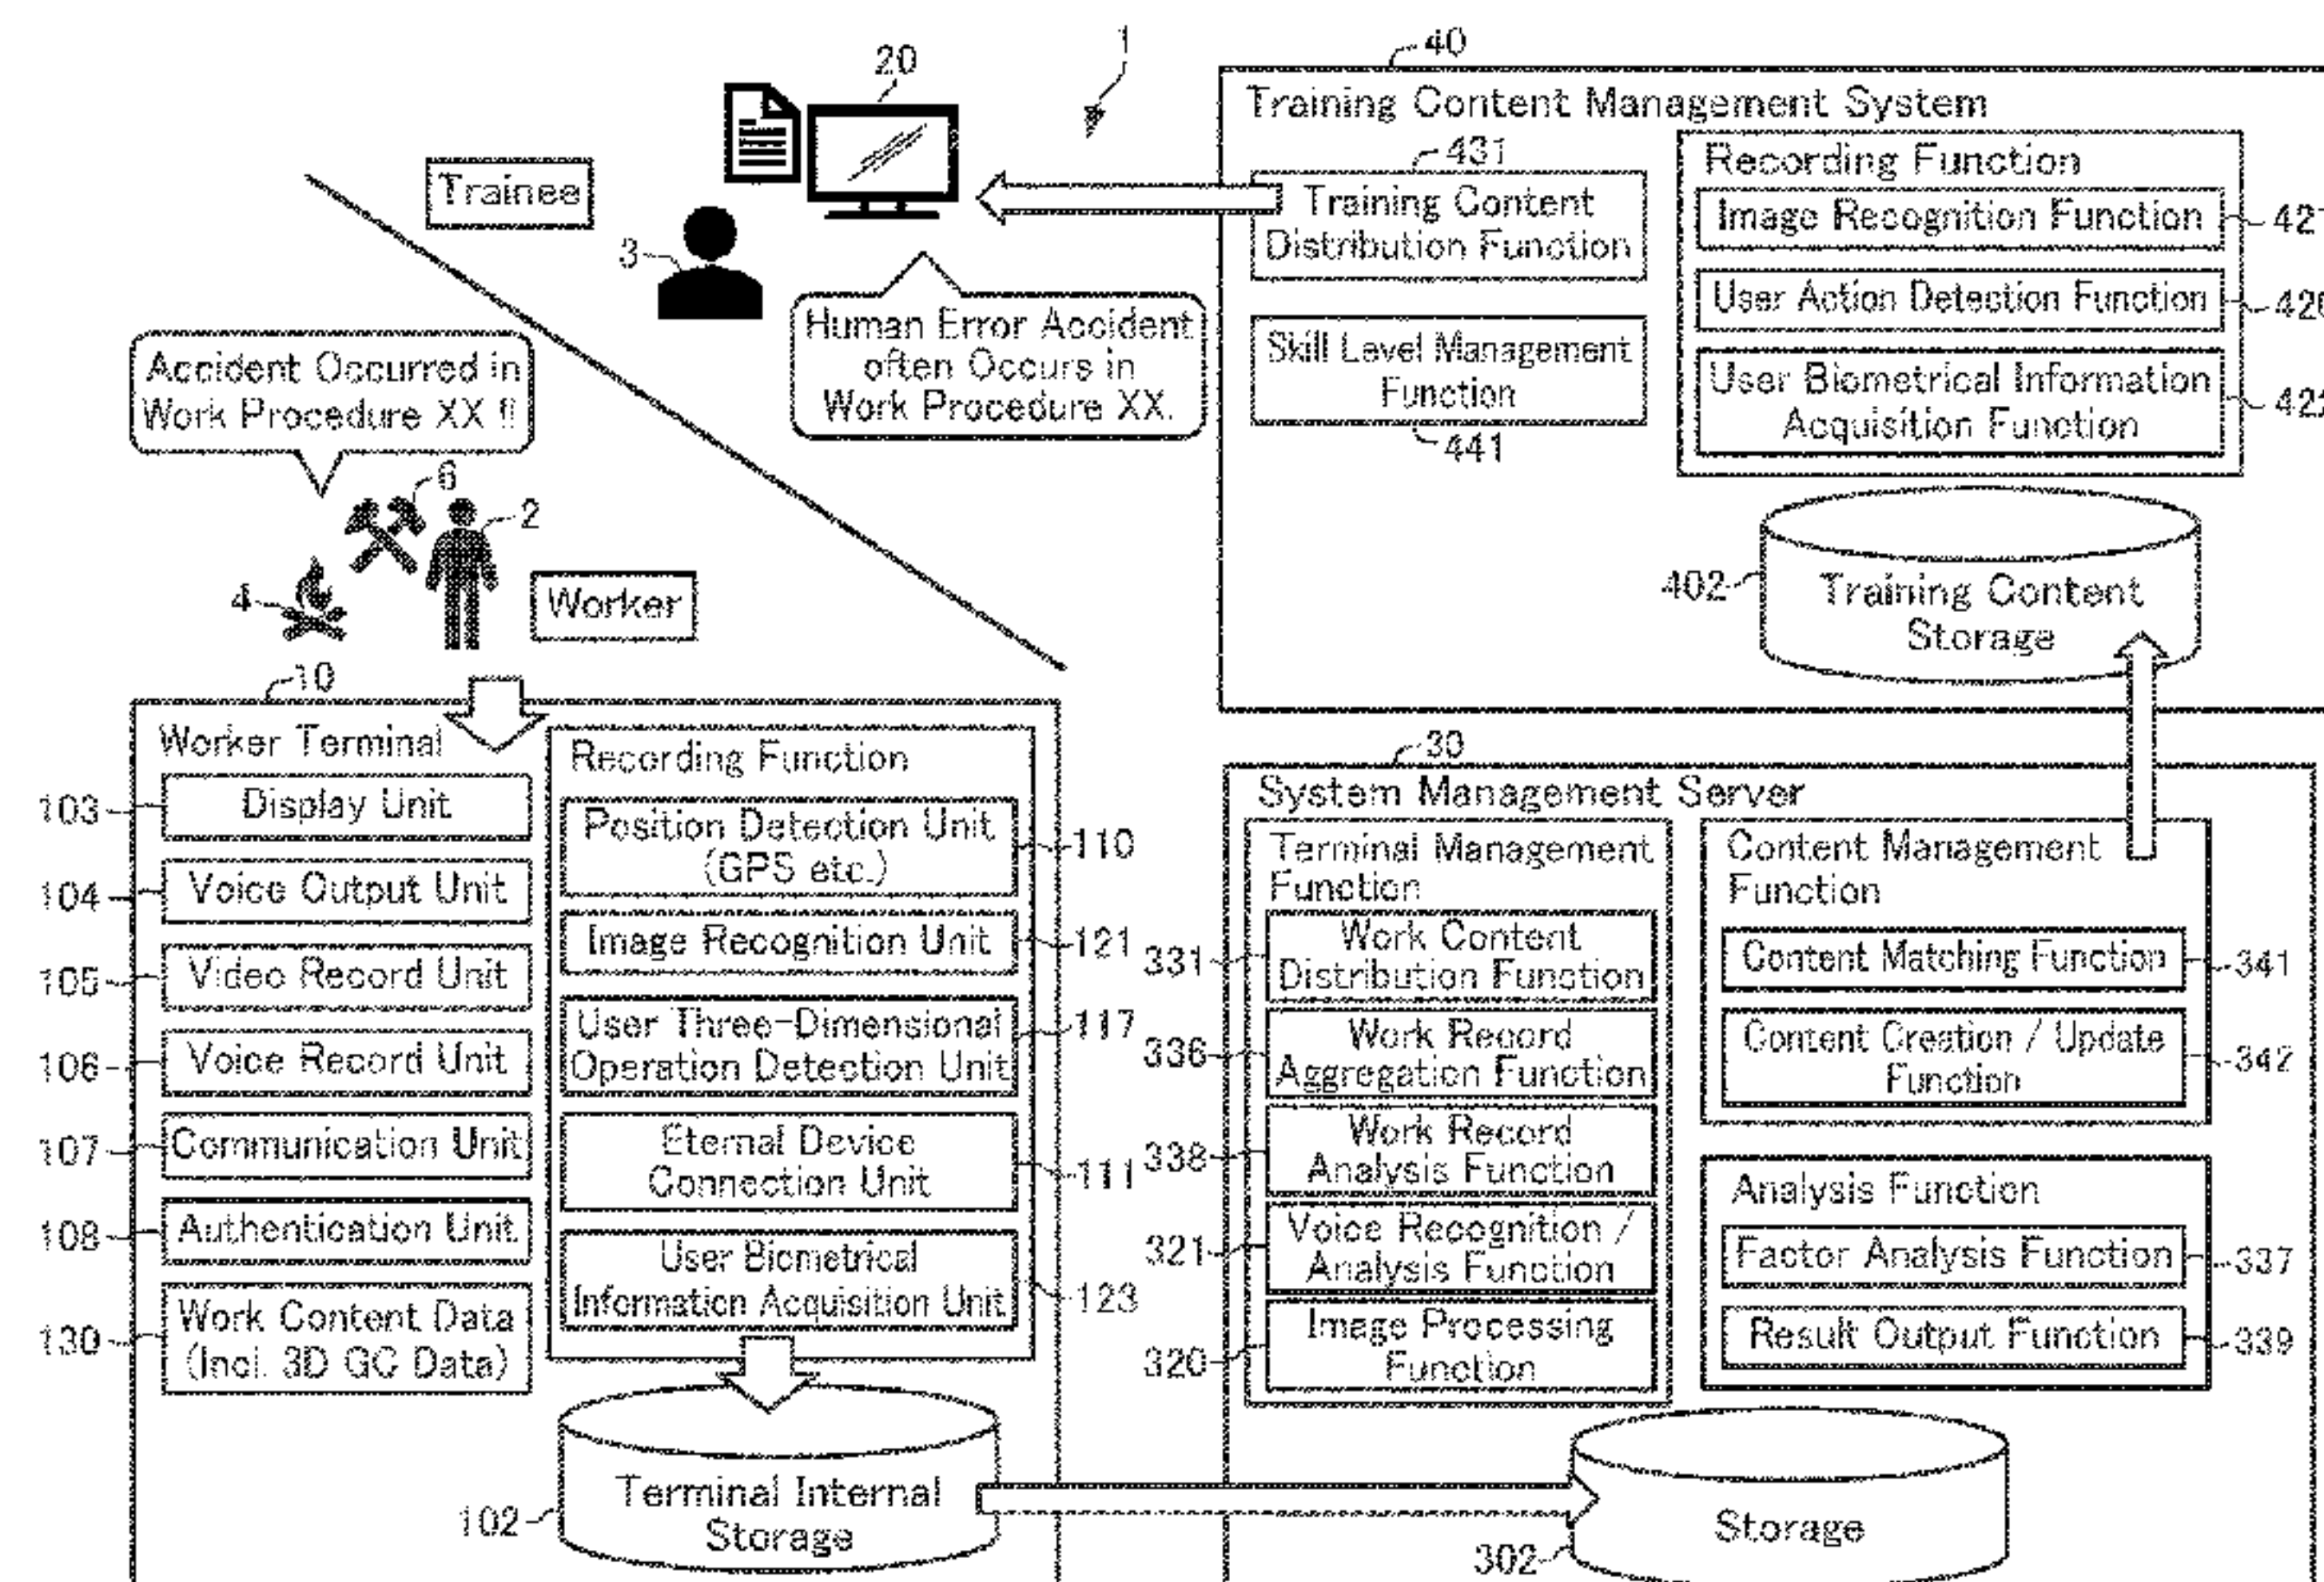 1
20
Trainee
3
Human Error Accident
often Occurs in
Work Procedure XX.
Accident Occurred in
Work Procedure XX !!
6
2
4
Worker
40
Training Content Management System
431
Training Content
Distribution Function
Skill Level Management
Function
441
Recording Function
Image Recognition Function
User Action Detection Function
User Biometrical Information
Acquisition Function
402
Training Content
Storage
10
Worker Terminal
103
Display Unit
104
Voice Output Unit
105
Video Record Unit
106
Voice Record Unit
107
Communication Unit
108
Authentication Unit
130
Work Content Data
(Incl. 3D GC Data)
Recording Function
Position Detection Unit
(GPS etc.)
110
Image Recognition Unit
121
User Three-Dimensional
Operation Detection Unit
117
Eternal Device
Connection Unit
111
User Biometrical
Information Acquisition Unit
123
102
Terminal Internal
Storage
30
System Management Server
Terminal Management
Function
331
Work Content
Distribution Function
336
Work Record
Aggregation Function
338
Work Record
Analysis Function
321
Voice Recognition /
Analysis Function
320
Image Processing
Function
Content Management
Function
Content Matching Function
341
Content Creation / Update
Function
342
Analysis Function
Factor Analysis Function
337
Result Output Function
339
302
Storage